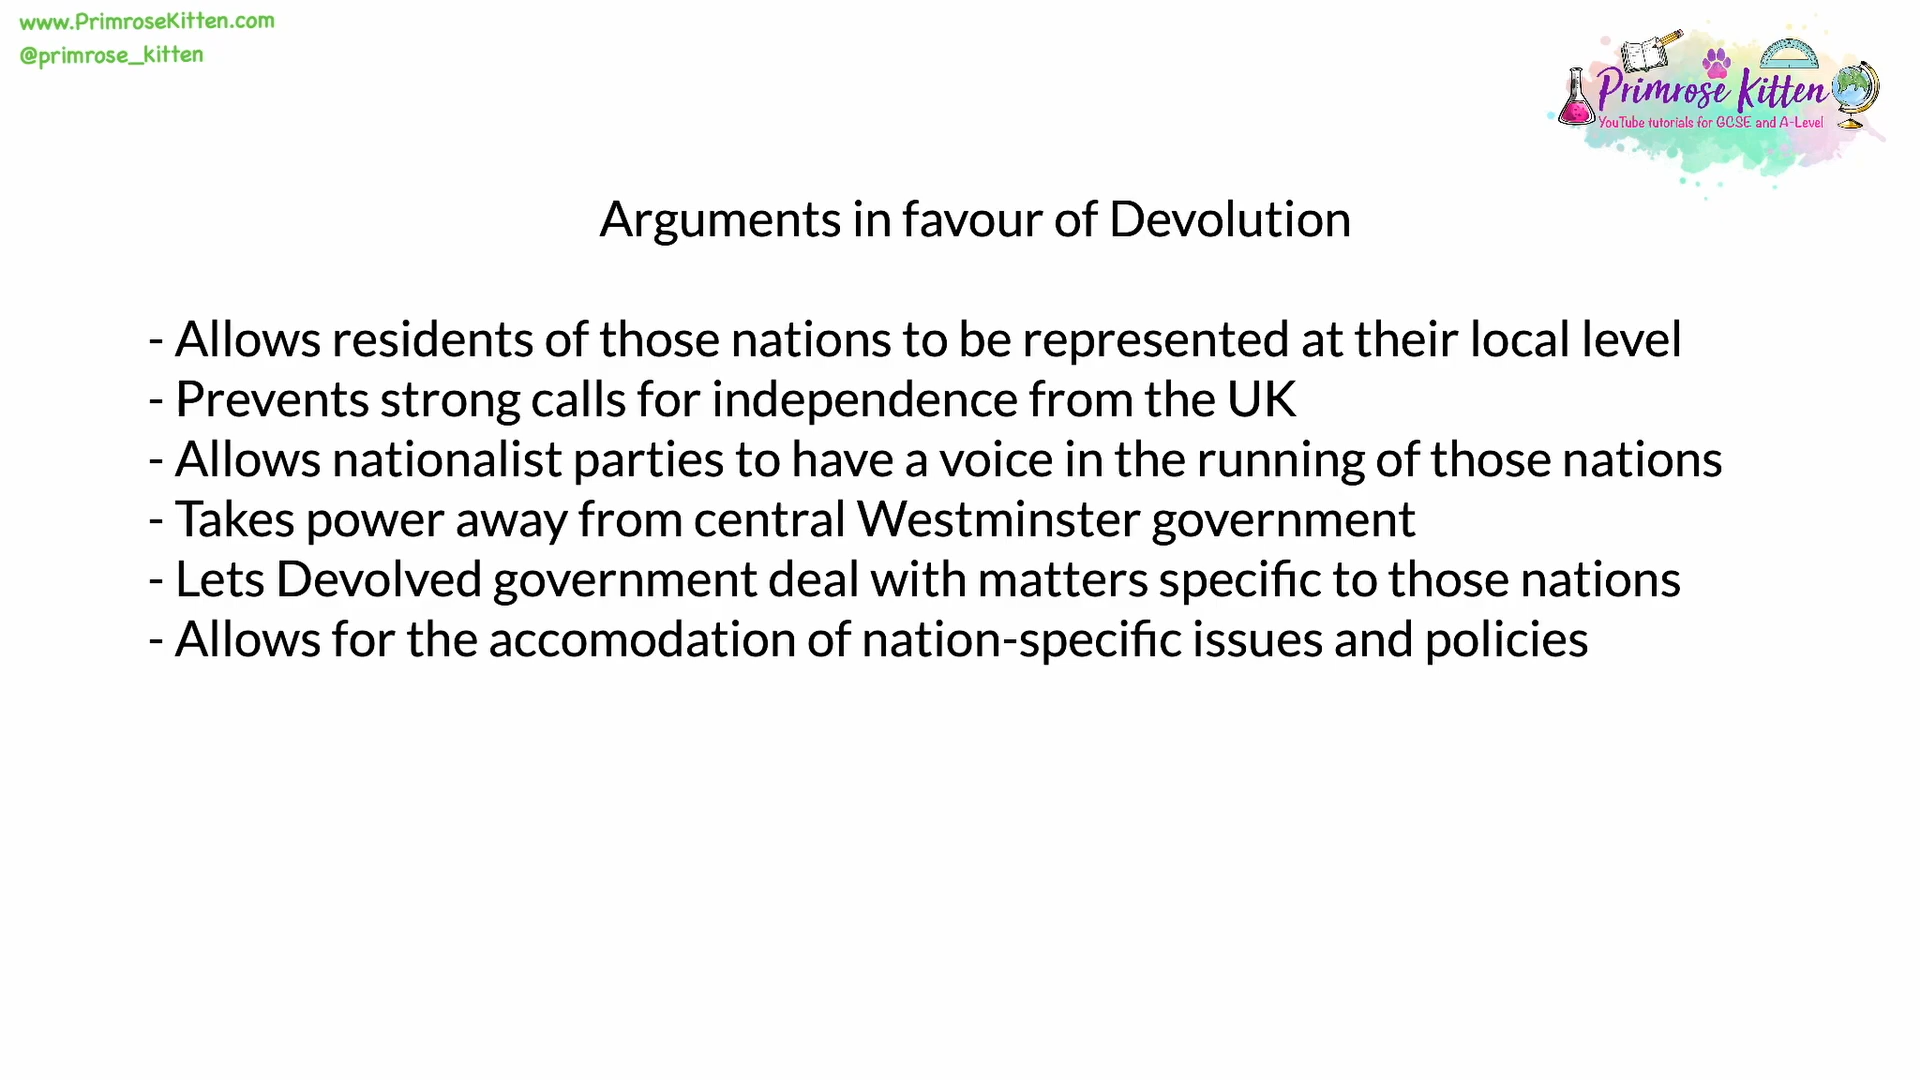 www.PrimroseKitten.com
@primrose_kitten
Primrose Kitten
YouTube tutorials for GCSE and A-Level
Arguments in favour of Devolution
- Allows residents of those nations to be represented at their local level
- Prevents strong calls for independence from the UK
- Allows nationalist parties to have a voice in the running of those nations
- Takes power away from central Westminster government
- Lets Devolved government deal with matters specific to those nations
- Allows for the accomodation of nation-specific issues and policies